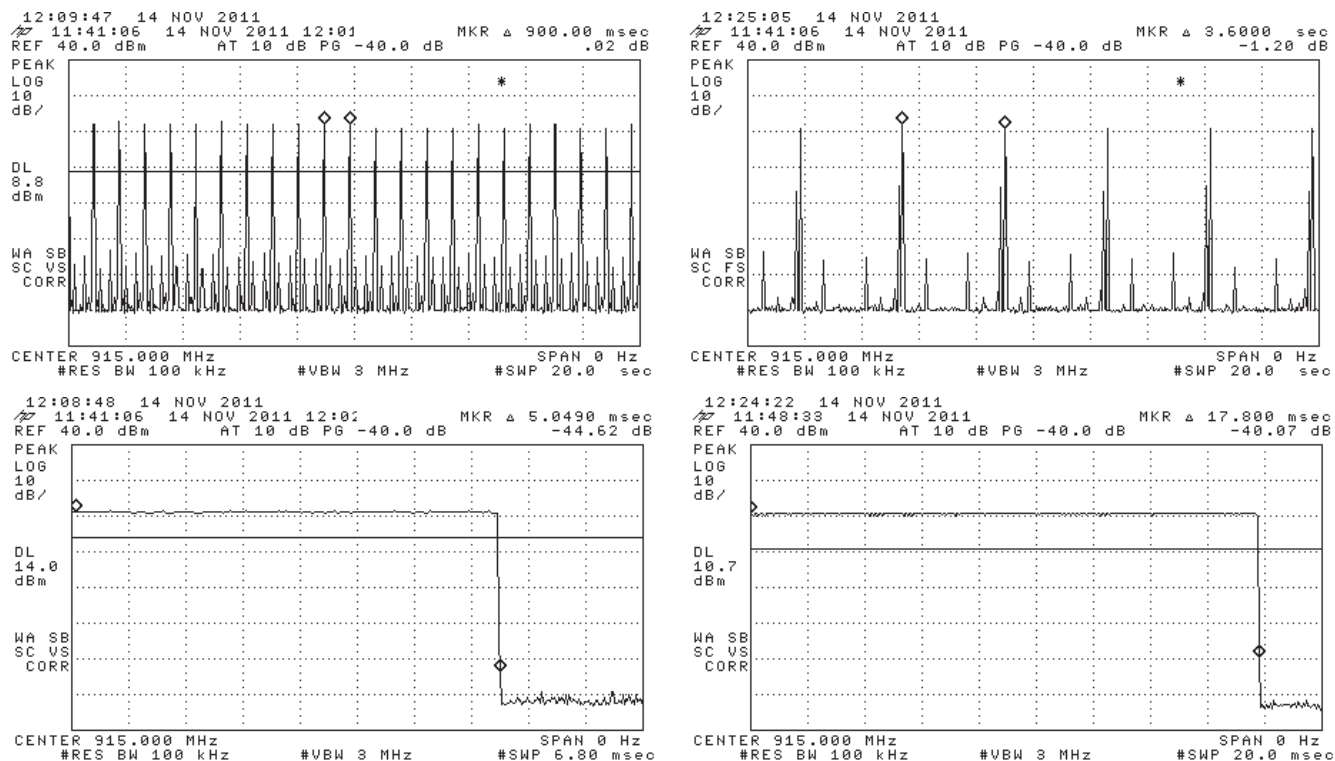 12:09:47 14 NOV 2011
11:41:06 14 NOV 2011 12:01
MKR Δ 900.00 msec
REF 40.0 dBm AT 10 dB PG -40.0 dB .02 dB
PEAK
LOG
10
dB/
DL
8.8
dBm
WA SB
SC VS
CORR
CENTER 915.000 MHz SPAN 0 Hz
#RES BW 100 kHz #VBW 3 MHz #SWP 20.0 sec
12:25:05 14 NOV 2011
11:41:06 14 NOV 2011
MKR Δ 3.6000 sec
REF 40.0 dBm AT 10 dB PG -40.0 dB -1.20 dB
PEAK
LOG
10
dB/
WA SB
SC FS
CORR
CENTER 915.000 MHz SPAN 0 Hz
#RES BW 100 kHz #VBW 3 MHz #SWP 20.0 sec
12:08:48 14 NOV 2011
11:41:06 14 NOV 2011 12:02
MKR Δ 5.0490 msec
REF 40.0 dBm AT 10 dB PG -40.0 dB -44.62 dB
PEAK
LOG
10
dB/
DL
14.0
dBm
WA SB
SC VS
CORR
CENTER 915.000 MHz SPAN 0 Hz
#RES BW 100 kHz #VBW 3 MHz #SWP 6.80 msec
12:24:22 14 NOV 2011
11:48:33 14 NOV 2011
MKR Δ 17.800 msec
REF 40.0 dBm AT 10 dB PG -40.0 dB -40.07 dB
PEAK
LOG
10
dB/
DL
10.7
dBm
WA SB
SC VS
CORR
CENTER 915.000 MHz SPAN 0 Hz
#RES BW 100 kHz #VBW 3 MHz #SWP 20.0 msec